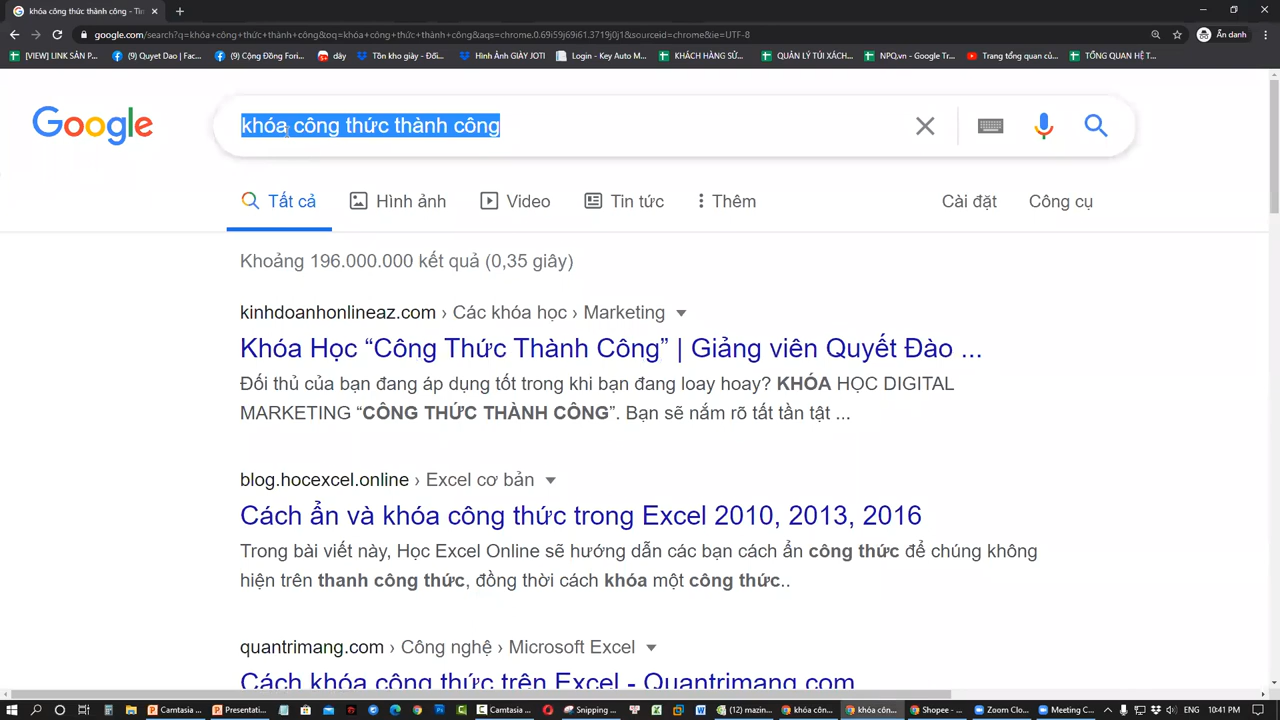 khóa công thức thành công - Tìm
google.com/search?q=khóa+công+thức+thành+công&oq=khóa+công+thức+thành+công&aqs=chrome.0.69i59j69i61.3719j0j1&sourceid=chrome&ie=UTF-8
Ẩn danh
[VIEW] LINK SẢN P...
(9) Quyet Dao | Fac...
(9) Cộng Đồng Fori...
dây
Tồn kho giày - Đối...
Hình ẢNH GIÀY JOTI
Login - Key Auto M...
KHÁCH HÀNG SỬ...
QUẢN LÝ TÚI XÁCH...
NPQ.vn - Google Tr...
Trang tổng quan củ...
TỔNG QUAN HỆ T...
Google
khóa công thức thành công
Tất cả
Hình ảnh
Video
Tin tức
Thêm
Cài đặt
Công cụ
Khoảng 196.000.000 kết quả (0,35 giây)
kinhdoanhonlineaz.com › Các khóa học › Marketing
Khóa Học “Công Thức Thành Công” | Giảng viên Quyết Đào ...
Đối thủ của bạn đang áp dụng tốt trong khi bạn đang loay hoay? KHÓA HỌC DIGITAL
MARKETING “CÔNG THỨC THÀNH CÔNG”. Bạn sẽ nắm rõ tất tần tật ...
blog.hocexcel.online › Excel cơ bản
Cách ẩn và khóa công thức trong Excel 2010, 2013, 2016
Trong bài viết này, Học Excel Online sẽ hướng dẫn các bạn cách ẩn công thức để chúng không
hiện trên thanh công thức, đồng thời cách khóa một công thức..
quantrimang.com › Công nghệ › Microsoft Excel
Cách khóa công thức trên Excel - Quantrimang.com
Camtasia ...
Presentati...
Camtasia ...
Snipping ...
(12) mazin...
khóa côn...
khóa côn...
Shopee - ...
Zoom Clo...
Meeting C...
ENG
10:41 PM